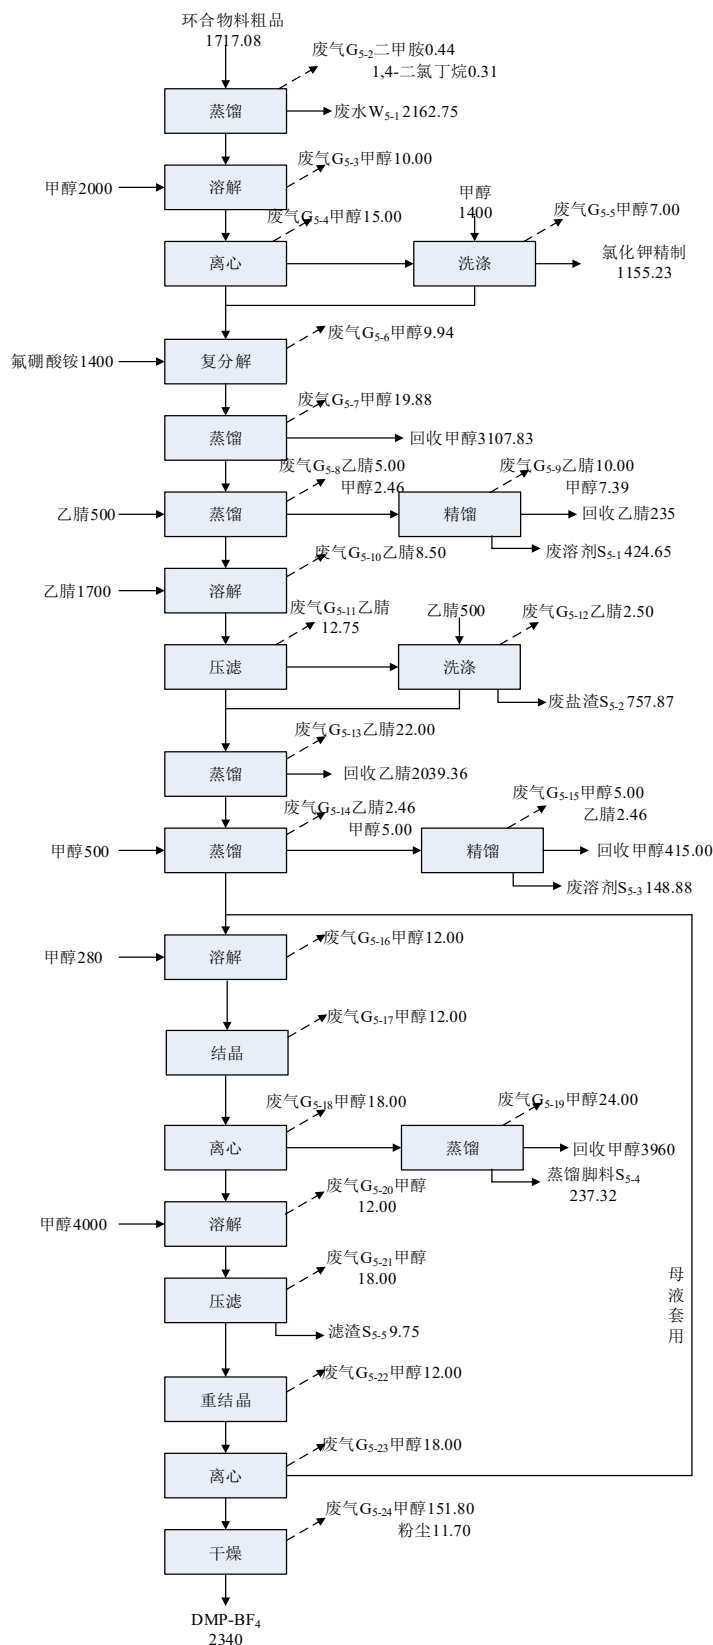 环合物料粗品
1717.08
废气G5-2二甲胺0.44
1,4-二氯丁烷0.31
蒸馏
废水W5-1 2162.75
废气G5-3甲醇10.00
甲醇2000
溶解
废气G5-4甲醇15.00
甲醇
1400
废气G5-5甲醇7.00
离心
洗涤
氯化钾精制
1155.23
废气G5-6甲醇9.94
氟硼酸铵1400
复分解
废气G5-7甲醇19.88
蒸馏
回收甲醇3107.83
废气G5-8乙腈5.00
甲醇2.46
废气G5-9乙腈10.00
甲醇7.39
乙腈500
蒸馏
精馏
回收乙腈235
废溶剂S5-1 424.65
废气G5-10乙腈8.50
乙腈1700
溶解
废气G5-11乙腈
12.75
乙腈500
废气G5-12乙腈2.50
压滤
洗涤
废盐渣S5-2 757.87
废气G5-13乙腈22.00
蒸馏
回收乙腈2039.36
废气G5-14乙腈2.46
甲醇5.00
废气G5-15甲醇5.00
乙腈2.46
甲醇500
蒸馏
精馏
回收甲醇415.00
废溶剂S5-3 148.88
废气G5-16甲醇12.00
甲醇280
溶解
废气G5-17甲醇12.00
结晶
废气G5-18甲醇18.00
废气G5-19甲醇24.00
离心
蒸馏
回收甲醇3960
蒸馏脚料S5-4
237.32
废气G5-20甲醇
12.00
甲醇4000
溶解
废气G5-21甲醇
18.00
压滤
滤渣S5-5 9.75
母液套用
废气G5-22甲醇12.00
重结晶
废气G5-23甲醇18.00
离心
废气G5-24甲醇151.80
粉尘11.70
干燥
DMP-BF4
2340